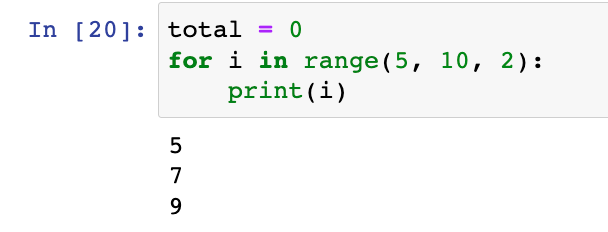 In [20]: total = 0
for i in range(5, 10, 2):
    print(i)
5
7
9